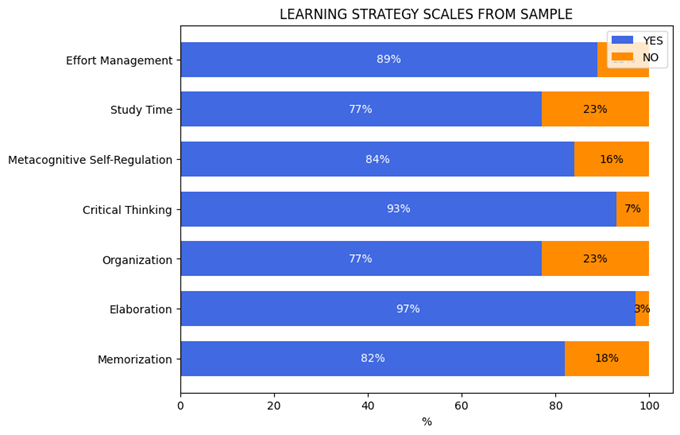 LEARNING STRATEGY SCALES FROM SAMPLE
YES
NO
Effort Management 89%
Study Time 77% 23%
Metacognitive Self-Regulation 84% 16%
Critical Thinking 93% 7%
Organization 77% 23%
Elaboration 97% 3%
Memorization 82% 18%
0 20 40 60 80 100
%